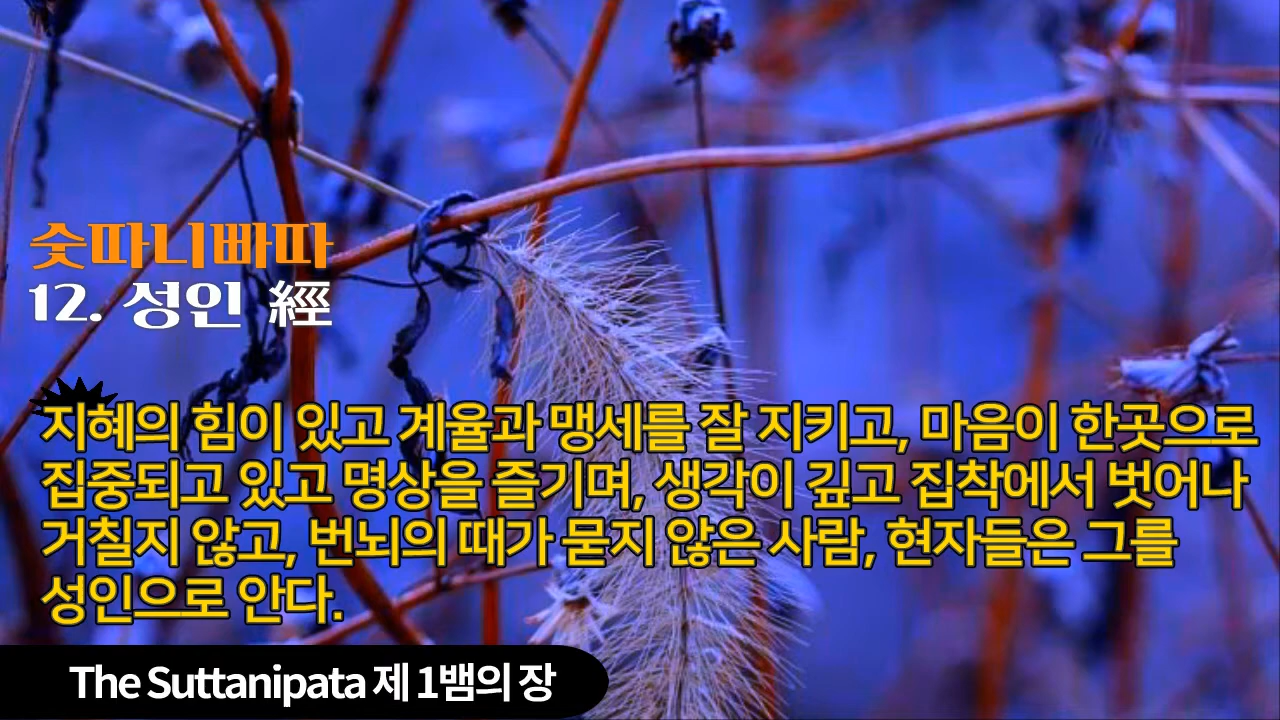 숫따니빠따
12. 성인 經
지혜의 힘이 있고 계율과 맹세를 잘 지키고, 마음이 한곳으로
집중되고 있고 명상을 즐기며, 생각이 깊고 집착에서 벗어나
거칠지 않고, 번뇌의 때가 묻지 않은 사람, 현자들은 그를
성인으로 안다.
The Suttanipata 제 1뱀의 장